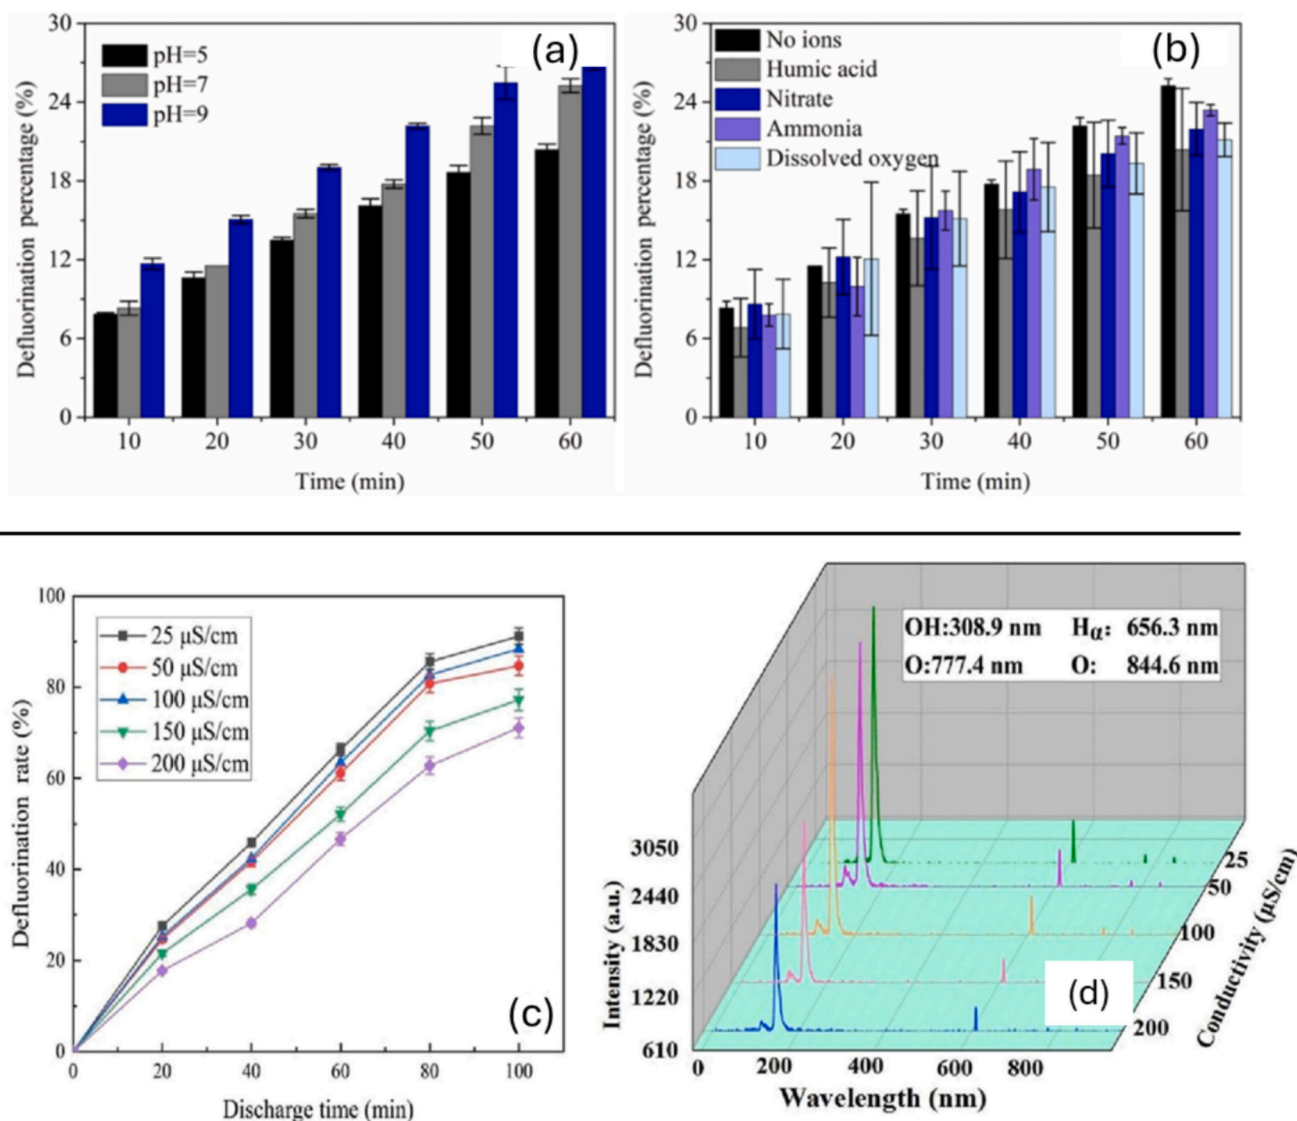 30
24
18
12
6
0
Defluorination percentage (%)
pH=5
pH=7
pH=9
(a)
10 20 30 40 50 60
Time (min)
30
24
18
12
6
0
Defluorination percentage (%)
No ions
Humic acid
Nitrate
Ammonia
Dissolved oxygen
(b)
10 20 30 40 50 60
Time (min)
100
80
60
40
20
0
Defluorination rate (%)
25 μS/cm
50 μS/cm
100 μS/cm
150 μS/cm
200 μS/cm
(c)
0 20 40 60 80 100
Discharge time (min)
OH:308.9 nm Hα: 656.3 nm
O:777.4 nm O: 844.6 nm
3050
2440
1830
1220
610
Intensity (a.u.)
25
50
100
150
200
Conductivity (μS/cm)
(d)
0 200 400 600 800
Wavelength (nm)